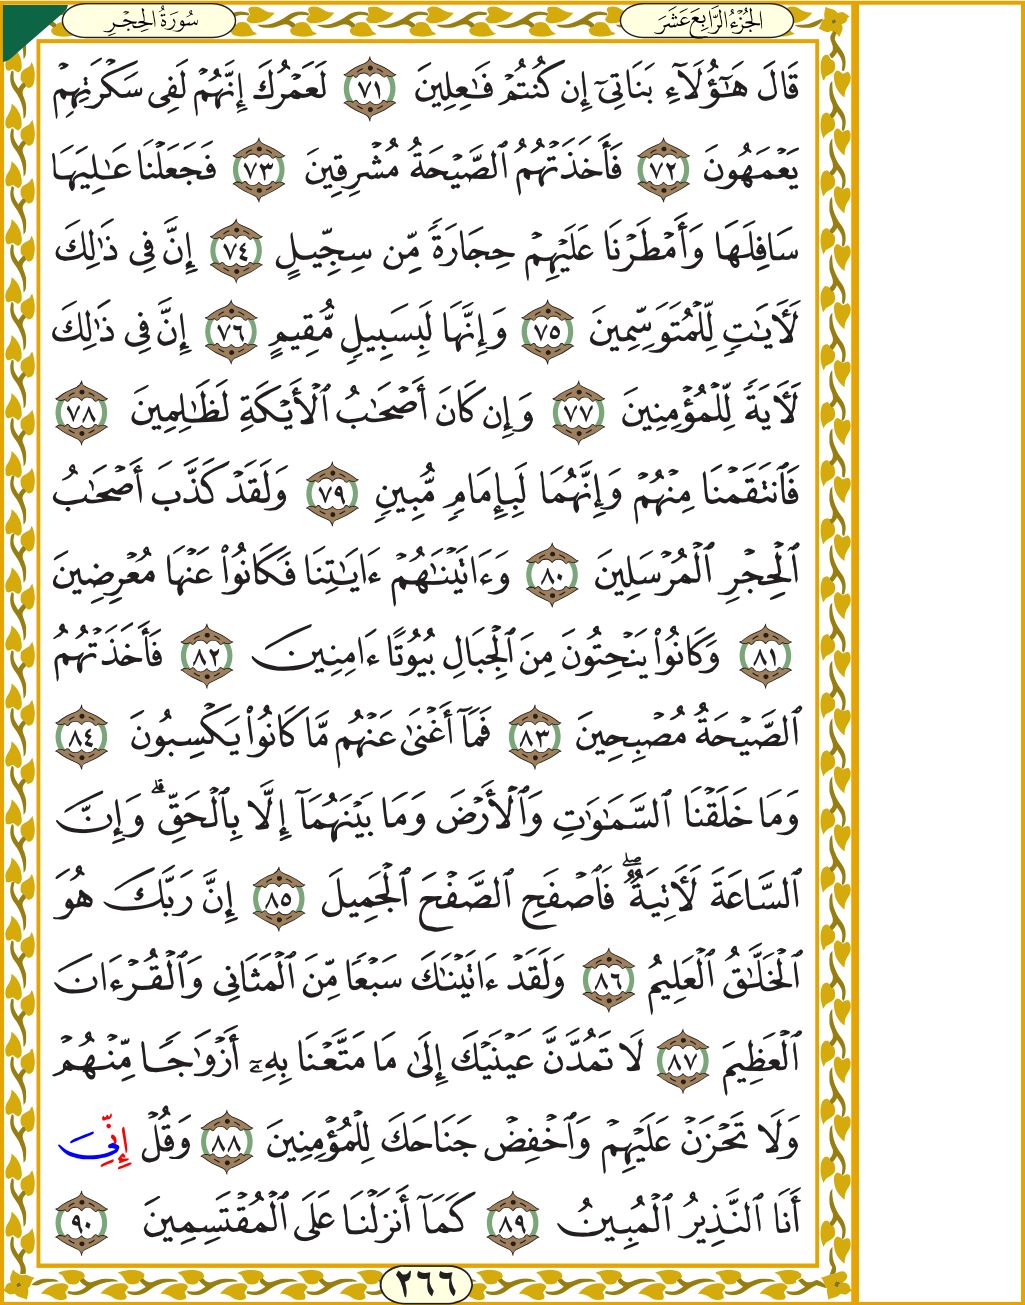 الجُزْءُ الرَّابِعَ عَشَرَ
سُورَةُ الحِجْرِ
قَالَ هَٰٓؤُلَآءِ بَنَاتِىٓ إِن كُنتُمْ فَٰعِلِينَ ٧١ لَعَمْرُكَ إِنَّهُمْ لَفِى سَكْرَتِهِمْ
يَعْمَهُونَ ٧٢ فَأَخَذَتْهُمُ ٱلصَّيْحَةُ مُشْرِقِينَ ٧٣ فَجَعَلْنَا عَٰلِيَهَا
سَافِلَهَا وَأَمْطَرْنَا عَلَيْهِمْ حِجَارَةً مِّن سِجِّيلٍ ٧٤ إِنَّ فِى ذَٰلِكَ
لَءَايَٰتٍ لِّلْمُتَوَسِّمِينَ ٧٥ وَإِنَّهَا لَبِسَبِيلٍ مُّقِيمٍ ٧٦ إِنَّ فِى ذَٰلِكَ
لَءَايَةً لِّلْمُؤْمِنِينَ ٧٧ وَإِن كَانَ أَصْحَٰبُ ٱلْأَيْكَةِ لَظَٰلِمِينَ ٧٨
فَٱنتَقَمْنَا مِنْهُمْ وَإِنَّهُمَا لَبِإِمَامٍ مُّبِينٍ ٧٩ وَلَقَدْ كَذَّبَ أَصْحَٰبُ
ٱلْحِجْرِ ٱلْمُرْسَلِينَ ٨٠ وَءَاتَيْنَٰهُمْ ءَايَٰتِنَا فَكَانُوا۟ عَنْهَا مُعْرِضِينَ
٨١ وَكَانُوا۟ يَنْحِتُونَ مِنَ ٱلْجِبَالِ بُيُوتًا ءَامِنِينَ ٨٢ فَأَخَذَتْهُمُ
ٱلصَّيْحَةُ مُصْبِحِينَ ٨٣ فَمَآ أَغْنَىٰ عَنْهُم مَّا كَانُوا۟ يَكْسِبُونَ ٨٤
وَمَا خَلَقْنَا ٱلسَّمَٰوَٰتِ وَٱلْأَرْضَ وَمَا بَيْنَهُمَآ إِلَّا بِٱلْحَقِّ ۗ وَإِنَّ
ٱلسَّاعَةَ لَءَاتِيَةٌ ۖ فَٱصْفَحِ ٱلصَّفْحَ ٱلْجَمِيلَ ٨٥ إِنَّ رَبَّكَ هُوَ
ٱلْخَلَّٰقُ ٱلْعَلِيمُ ٨٦ وَلَقَدْ ءَاتَيْنَٰكَ سَبْعًا مِّنَ ٱلْمَثَانِى وَٱلْقُرْءَانَ
ٱلْعَظِيمَ ٨٧ لَا تَمُدَّنَّ عَيْنَيْكَ إِلَىٰ مَا مَتَّعْنَا بِهِۦٓ أَزْوَٰجًا مِّنْهُمْ
وَلَا تَحْزَنْ عَلَيْهِمْ وَٱخْفِضْ جَنَاحَكَ لِلْمُؤْمِنِينَ ٨٨ وَقُلْ إِنِّىَ
أَنَا ٱلنَّذِيرُ ٱلْمُبِينُ ٨٩ كَمَآ أَنزَلْنَا عَلَى ٱلْمُقْتَسِمِينَ ٩٠
٢٦٦